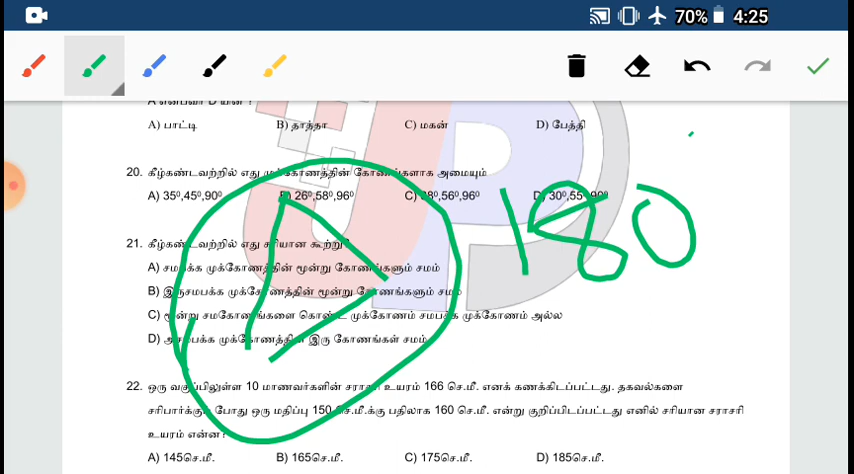 70% 4:25
A) பாட்டி B) தாத்தா C) மகன் D) பேத்தி
20. கீழ்கண்டவற்றில் எது முக்கோணத்தின் கோணங்களாக அமையும்
A) 35⁰,45⁰,90⁰ B) 26⁰,58⁰,96⁰ C) 28⁰,56⁰,96⁰ D) 30⁰,55⁰,90⁰
180
21. கீழ்கண்டவற்றில் எது சரியான கூற்று?
A) சமபக்க முக்கோணத்தின் மூன்று கோணங்களும் சமம்
B) இருசமபக்க முக்கோணத்தின் மூன்று கோணங்களும் சமம்
C) மூன்று சமகோணங்களை கொண்ட முக்கோணம் சமபக்க முக்கோணம் அல்ல
D) அசமபக்க முக்கோணத்தின் இரு கோணங்கள் சமம்
22. ஒரு வகுப்பிலுள்ள 10 மாணவர்களின் சராசரி உயரம் 166 செ.மீ. எனக் கணக்கிடப்பட்டது. தகவல்களை
சரிபார்க்கும் போது ஒரு மதிப்பு 150 செ.மீ.க்கு பதிலாக 160 செ.மீ. என்று குறிப்பிடப்பட்டது எனில் சரியான சராசரி
உயரம் என்ன?
A) 145செ.மீ. B) 165செ.மீ. C) 175செ.மீ. D) 185செ.மீ.